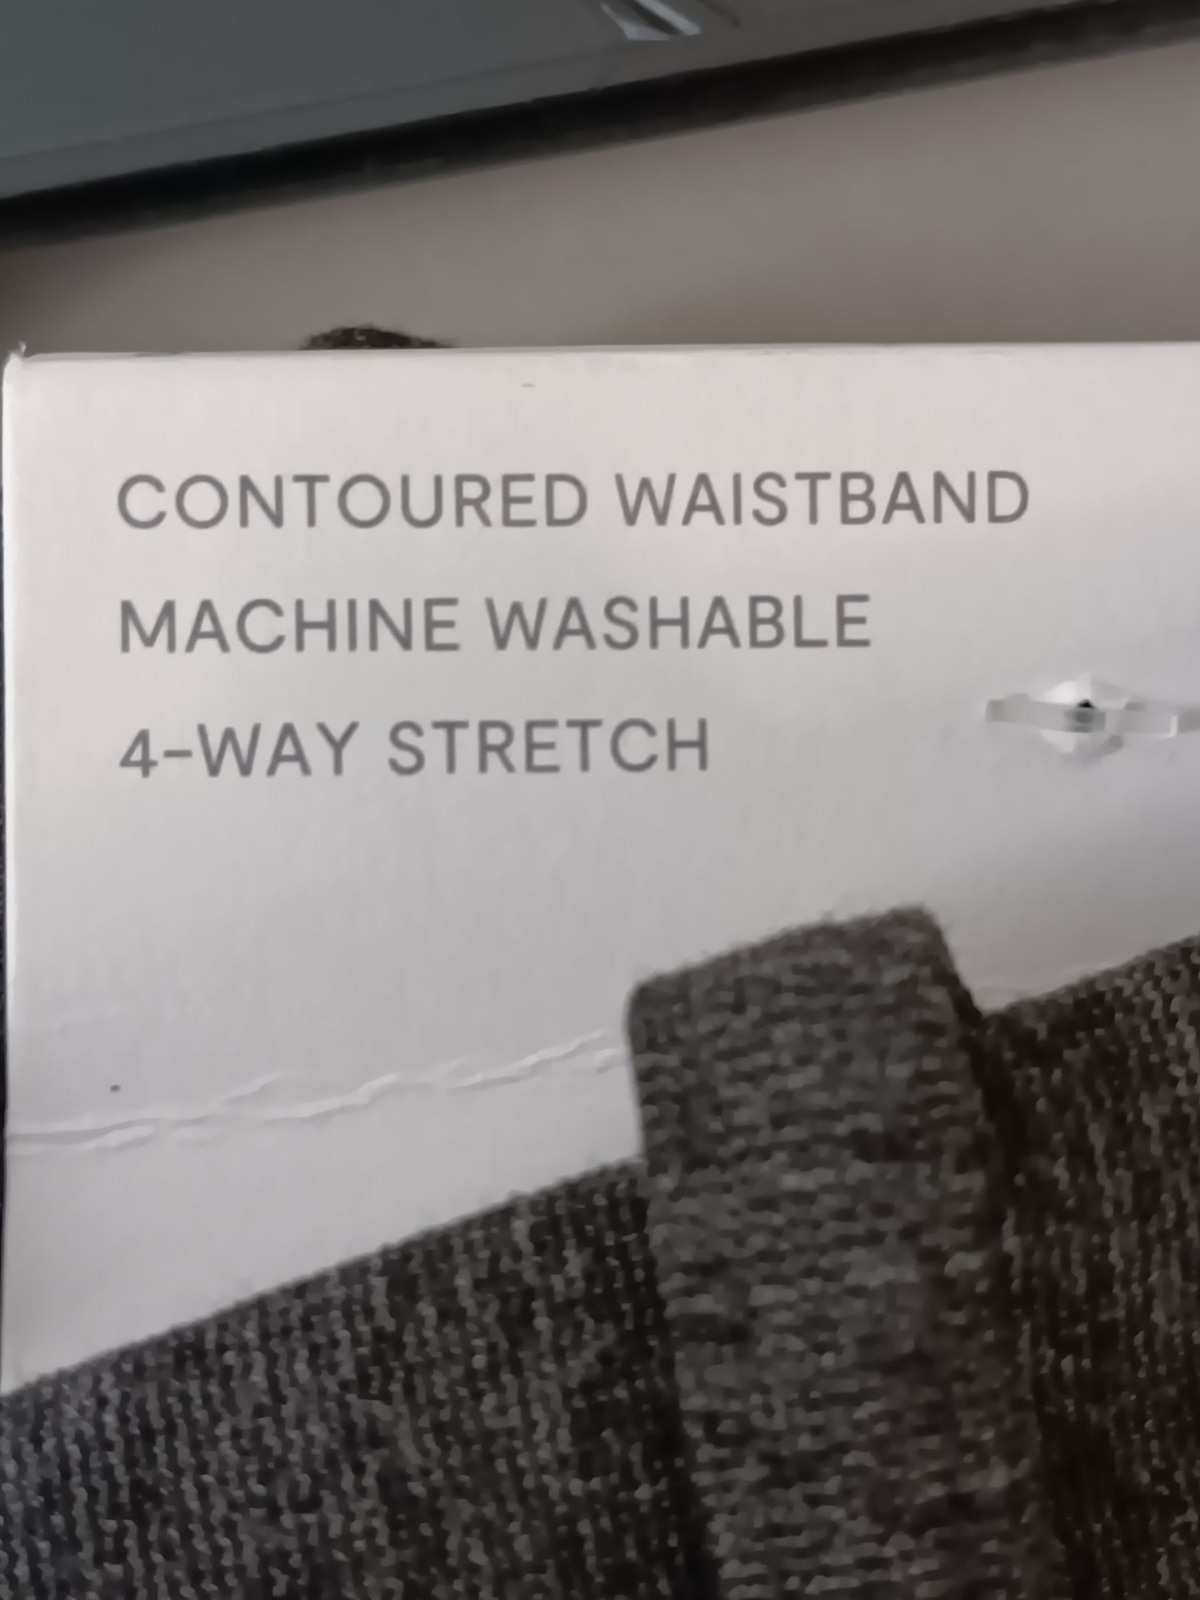 CONTOURED WAISTBAND
MACHINE WASHABLE
4-WAY STRETCH